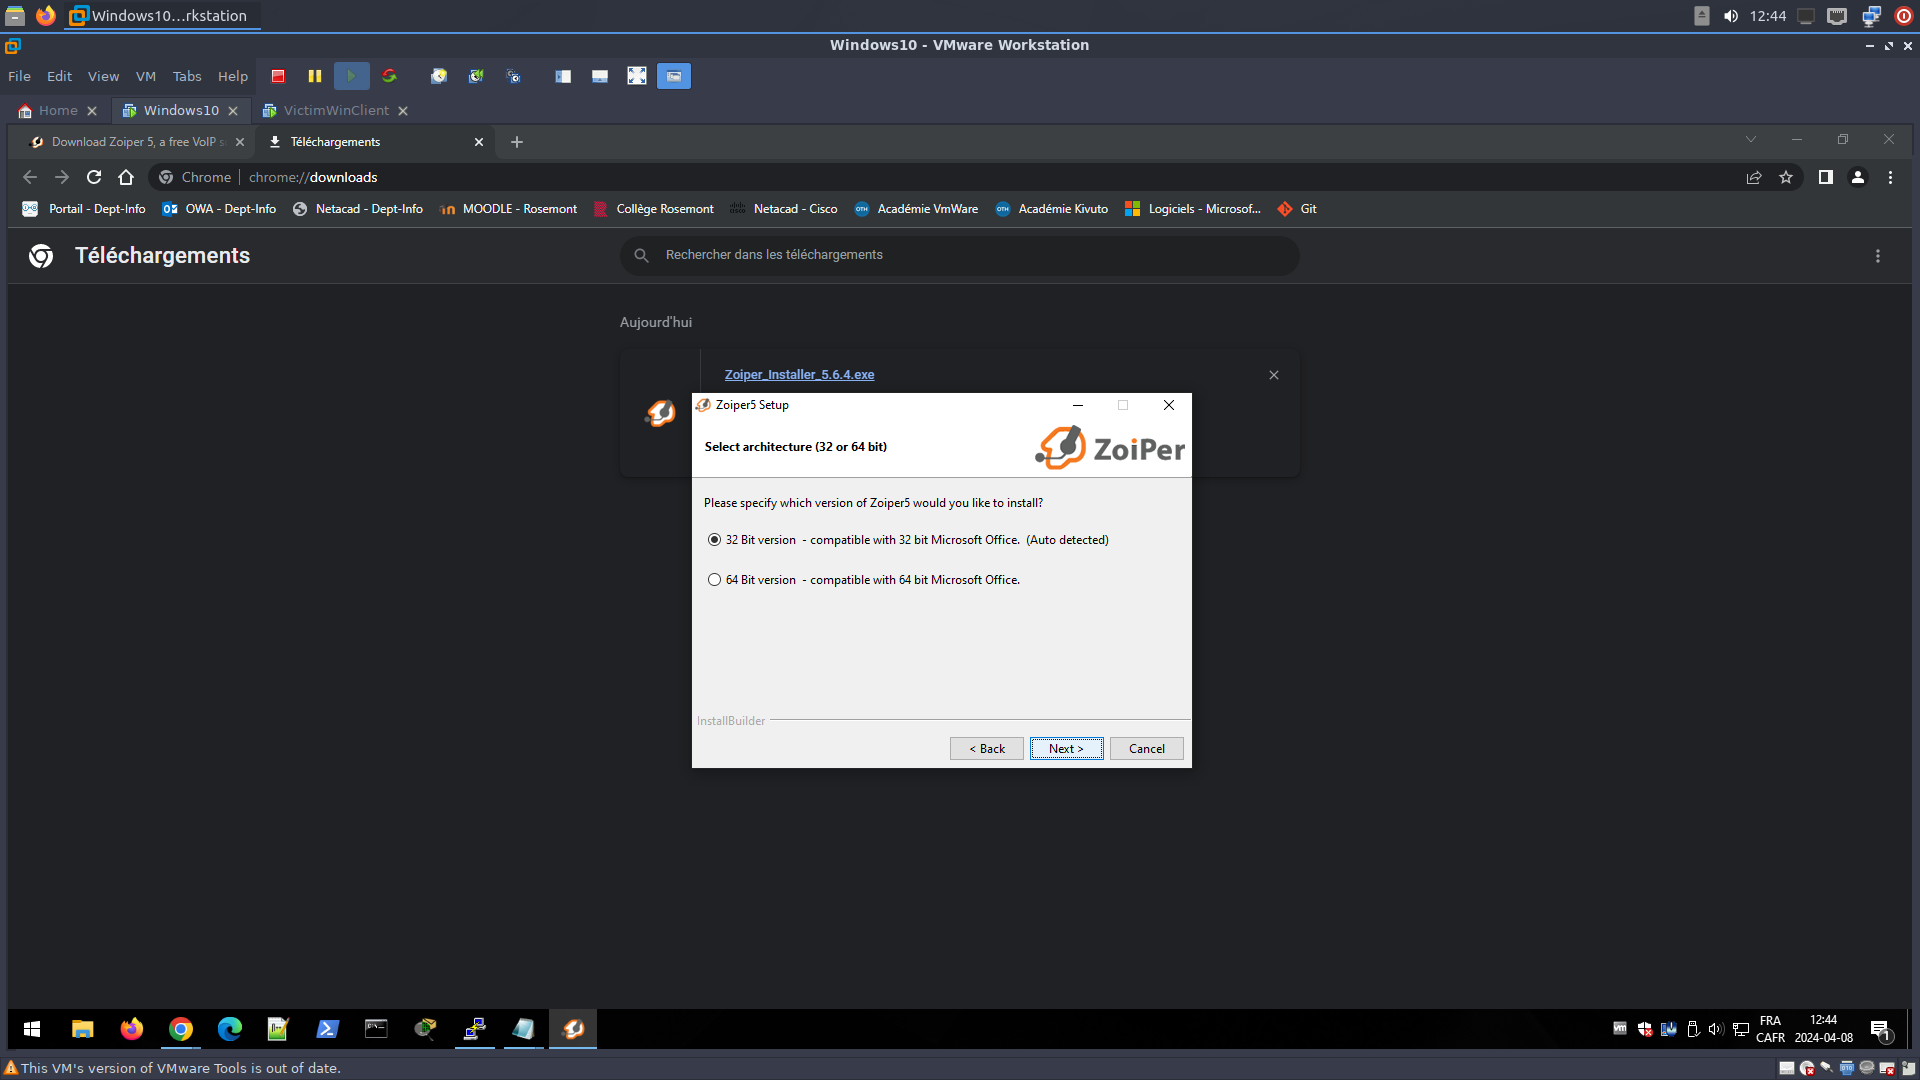 Windows10...rkstation
12:44
Windows10 - VMware Workstation
File Edit View VM Tabs Help
Home Windows10 VictimWinClient
Download Zoiper 5, a free VoIP s Téléchargements
Chrome chrome://downloads
Portail - Dept-Info OWA - Dept-Info Netacad - Dept-Info MOODLE - Rosemont Collège Rosemont Netacad - Cisco Académie VmWare Académie Kivuto Logiciels - Microsof... Git
Téléchargements
Rechercher dans les téléchargements
Aujourd'hui
Zoiper_Installer_5.6.4.exe
Zoiper5 Setup
Select architecture (32 or 64 bit)
ZoiPer
Please specify which version of Zoiper5 would you like to install?
32 Bit version - compatible with 32 bit Microsoft Office. (Auto detected)
64 Bit version - compatible with 64 bit Microsoft Office.
InstallBuilder
< Back Next > Cancel
FRA
CAFR
12:44
2024-04-08
1
This VM's version of VMware Tools is out of date.